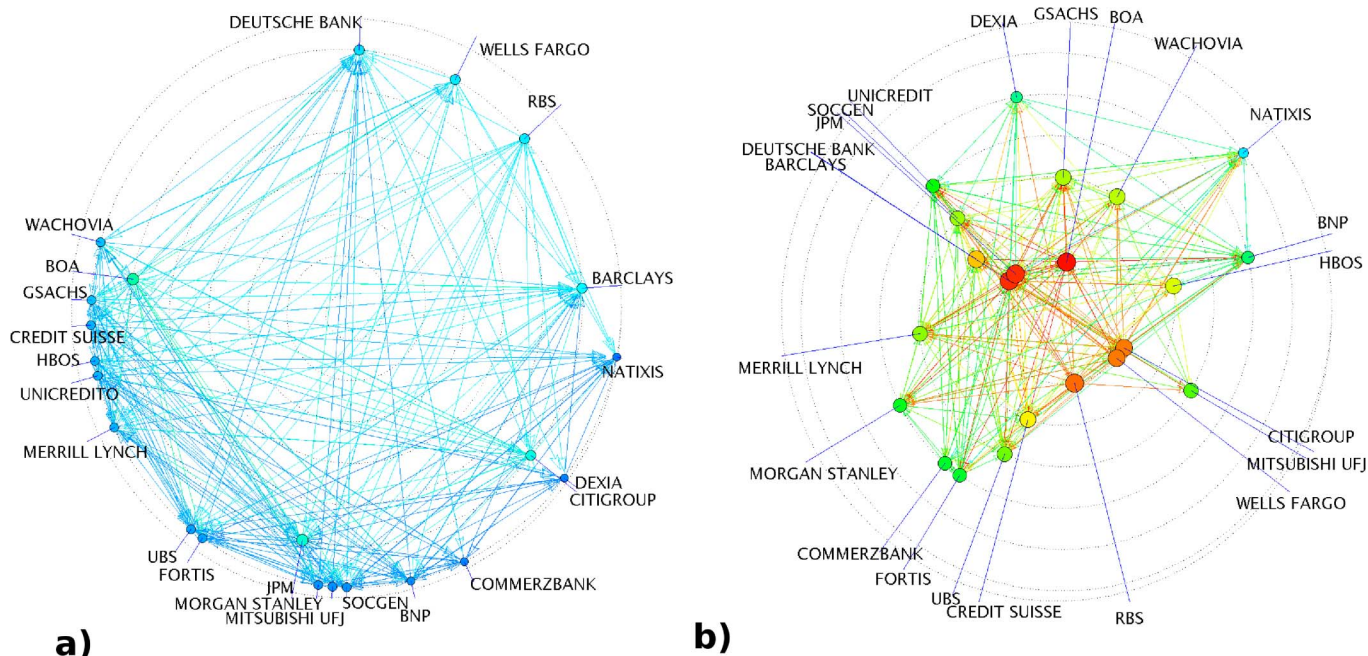 DEUTSCHE BANK
WELLS FARGO
RBS
WACHOVIA
BOA
GSACHS
CREDIT SUISSE
HBOS
UNICREDITO
MERRILL LYNCH
BARCLAYS
NATIXIS
DEXIA
CITIGROUP
UBS
FORTIS
JPM
MORGAN STANLEY
MITSUBISHI UFJ
SOCGEN
BNP
COMMERZBANK
a)
DEXIA
GSACHS
BOA
WACHOVIA
UNICREDIT
SOCGEN
JPM
DEUTSCHE BANK
BARCLAYS
NATIXIS
BNP
HBOS
MERRILL LYNCH
MORGAN STANLEY
CITIGROUP
MITSUBISHI UFJ
WELLS FARGO
COMMERZBANK
FORTIS
UBS
CREDIT SUISSE
RBS
b)